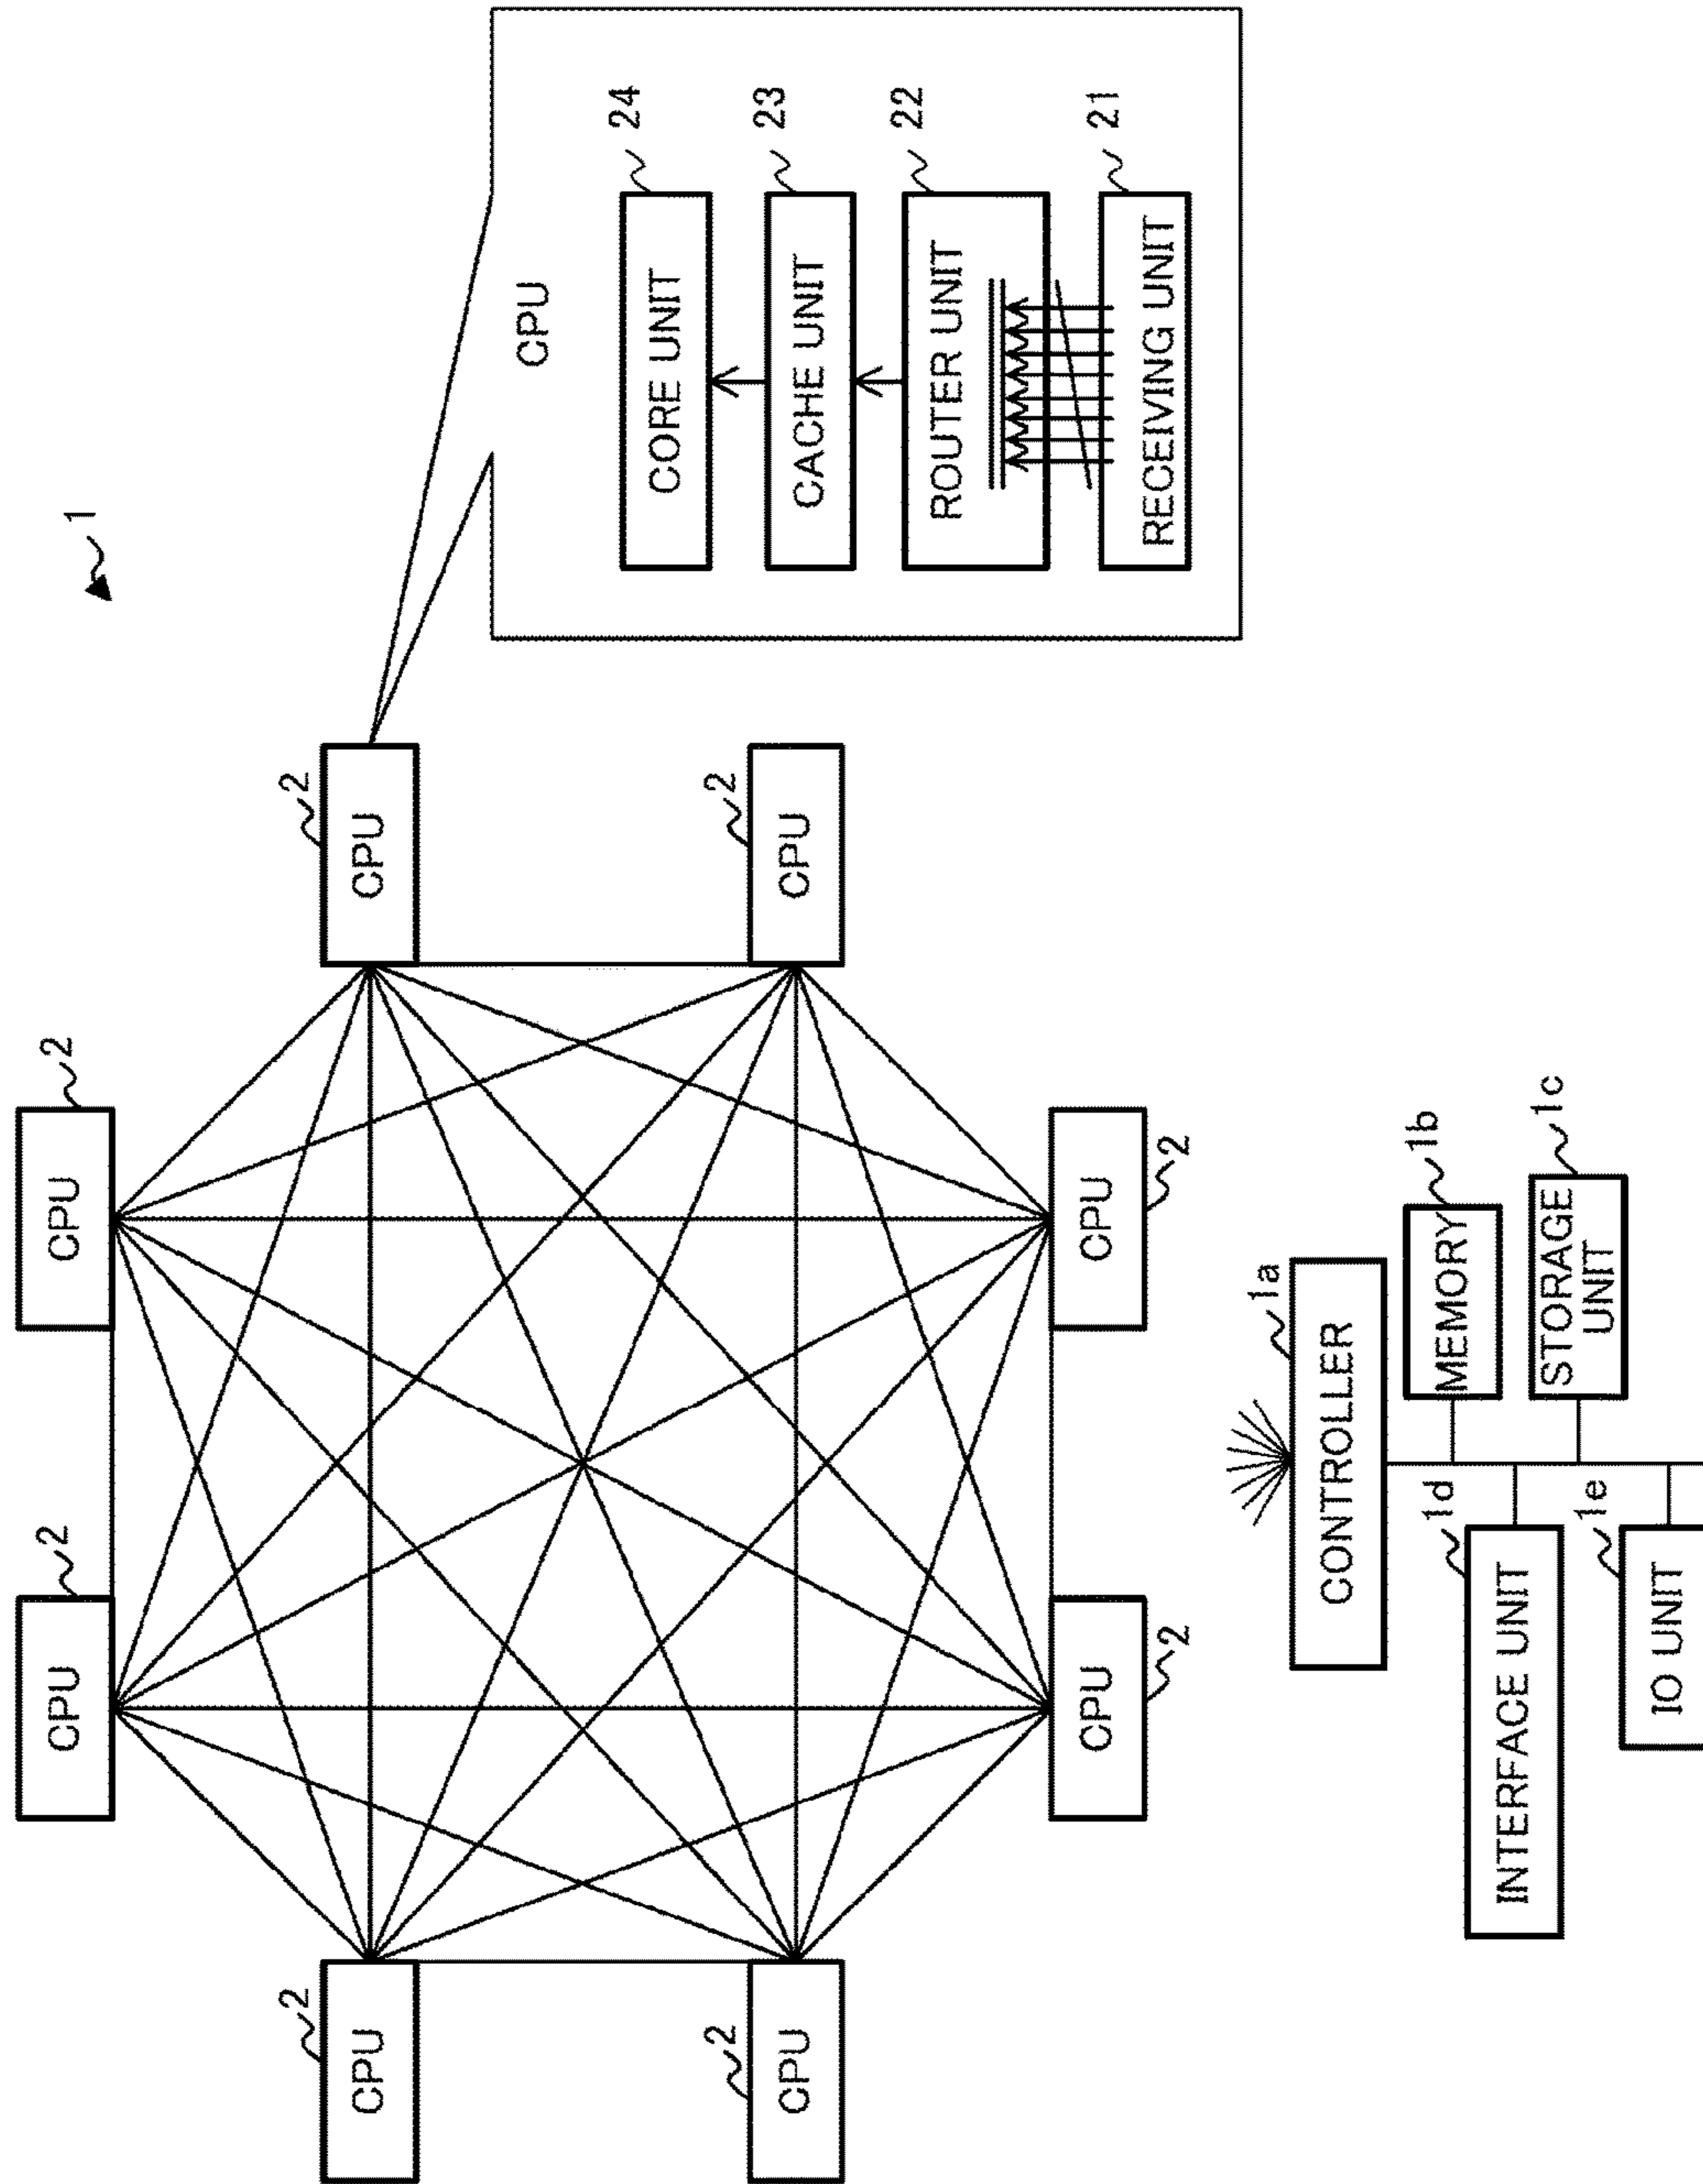 1
CPU 2
CPU 2
2
CPU
2
CPU
2
CPU
2
CPU
CPU
2
CPU
2
CPU
24
CORE UNIT
23
CACHE UNIT
22
ROUTER UNIT
21
RECEIVING UNIT
1a
CONTROLLER
1b
MEMORY
1d
INTERFACE UNIT
1c
STORAGE
UNIT
1e
IO UNIT